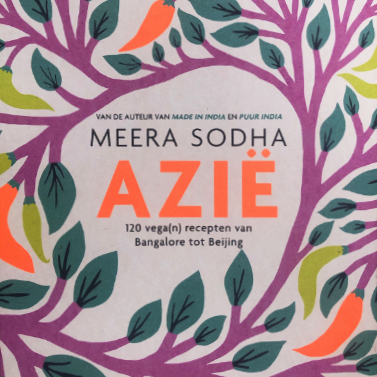 VAN DE AUTEUR VAN MADE IN INDIA EN PUUR INDIA
MEERA SODHA
AZIË
120 vega(n) recepten van
Bangalore tot Beijing